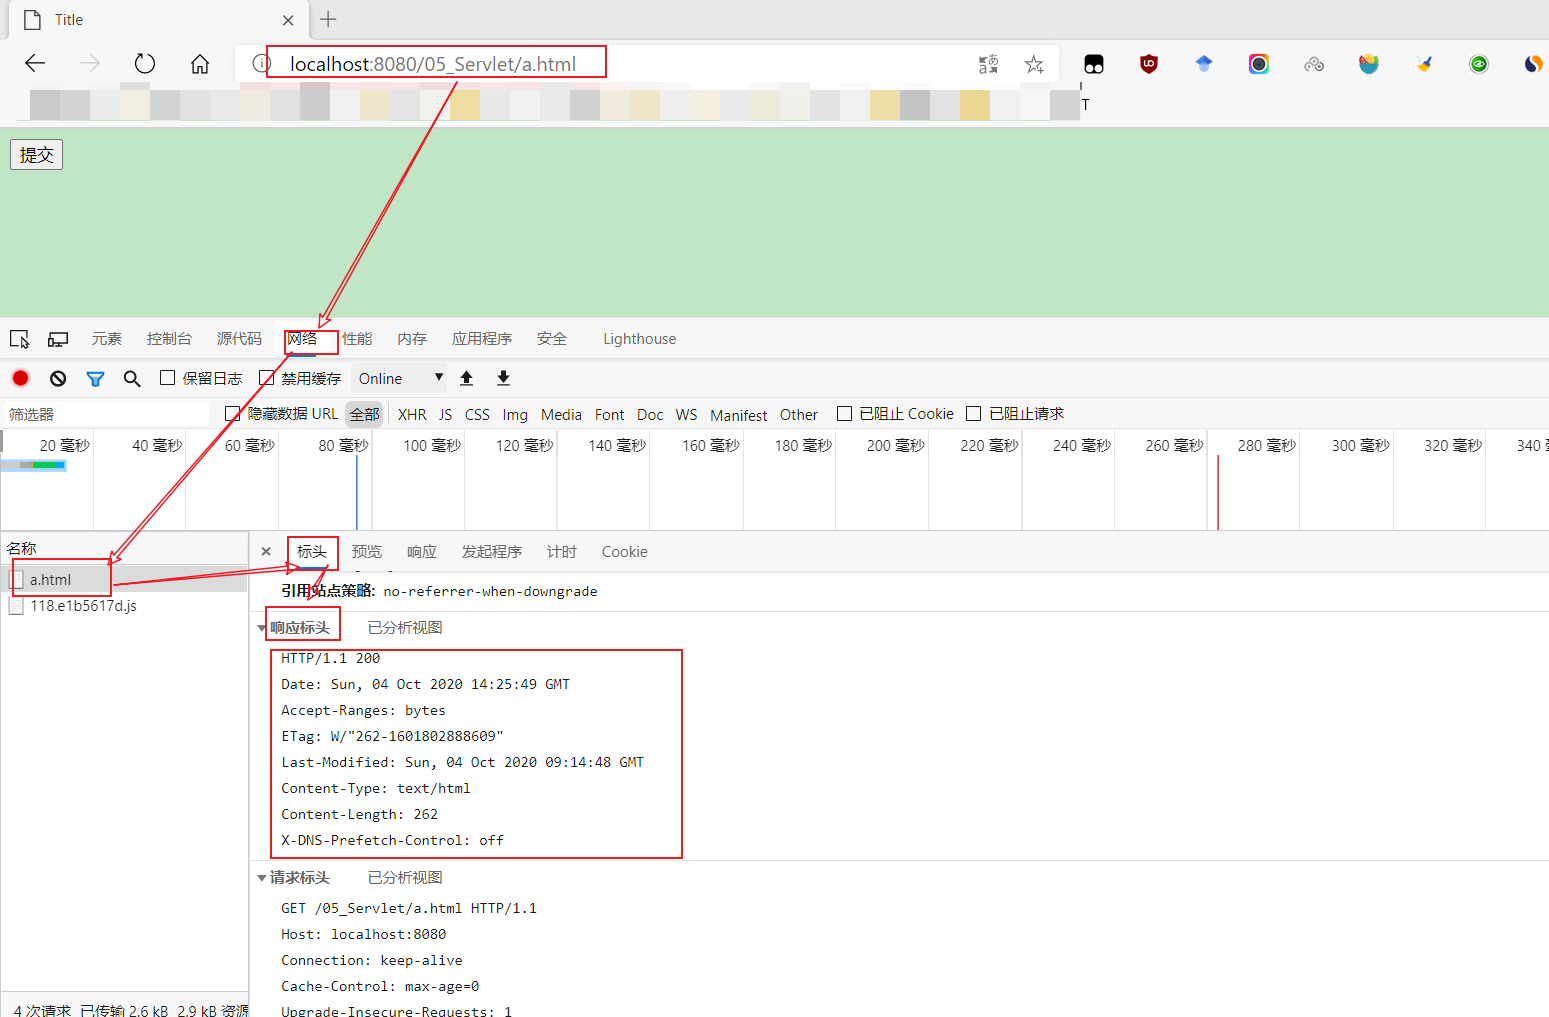 Title
localhost:8080/05_Servlet/a.html
T
提交
元素 控制台 源代码 网络 性能 内存 应用程序 安全 Lighthouse
保留日志 禁用缓存 Online
筛选器 隐藏数据 URL 全部 XHR JS CSS Img Media Font Doc WS Manifest Other 已阻止 Cookie 已阻止请求
20 毫秒 40 毫秒 60 毫秒 80 毫秒 100 毫秒 120 毫秒 140 毫秒 160 毫秒 180 毫秒 200 毫秒 220 毫秒 240 毫秒 260 毫秒 280 毫秒 300 毫秒 320 毫秒 340
名称
a.html
118.e1b5617d.js
标头 预览 响应 发起程序 计时 Cookie
引用站点策略: no-referrer-when-downgrade
响应标头 已分析视图
HTTP/1.1 200
Date: Sun, 04 Oct 2020 14:25:49 GMT
Accept-Ranges: bytes
ETag: W/"262-1601802888609"
Last-Modified: Sun, 04 Oct 2020 09:14:48 GMT
Content-Type: text/html
Content-Length: 262
X-DNS-Prefetch-Control: off
请求标头 已分析视图
GET /05_Servlet/a.html HTTP/1.1
Host: localhost:8080
Connection: keep-alive
Cache-Control: max-age=0
Upgrade-Insecure-Requests: 1
4 次请求 已传输 2.6 kB 2.9 kB 资源